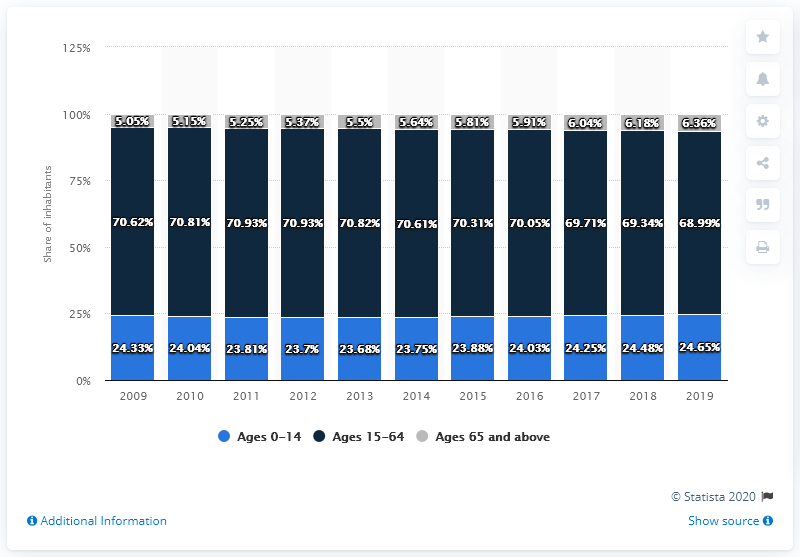 125%
100%
75%
50%
25%
0%
Share of inhabitants
5.05% 5.15% 5.25% 5.37% 5.5% 5.64% 5.81% 5.91% 6.04% 6.18% 6.36%
70.62% 70.81% 70.93% 70.93% 70.82% 70.61% 70.31% 70.05% 69.71% 69.34% 68.99%
24.33% 24.04% 23.81% 23.7% 23.68% 23.75% 23.88% 24.03% 24.25% 24.48% 24.65%
2009 2010 2011 2012 2013 2014 2015 2016 2017 2018 2019
Ages 0-14 Ages 15-64 Ages 65 and above
© Statista 2020
Additional Information Show source